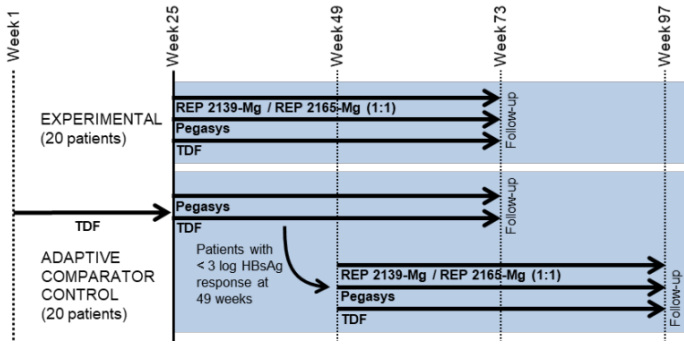 Week 1
Week 25
Week 49
Week 73
Week 97
EXPERIMENTAL
(20 patients)
REP 2139-Mg / REP 2165-Mg (1:1)
Pegasys
TDF
Follow-up
TDF
Pegasys
TDF
Follow-up
ADAPTIVE
COMPARATOR
CONTROL
(20 patients)
Patients with
< 3 log HBsAg
response at
49 weeks
REP 2139-Mg / REP 2165-Mg (1:1)
Pegasys
TDF
Follow-up